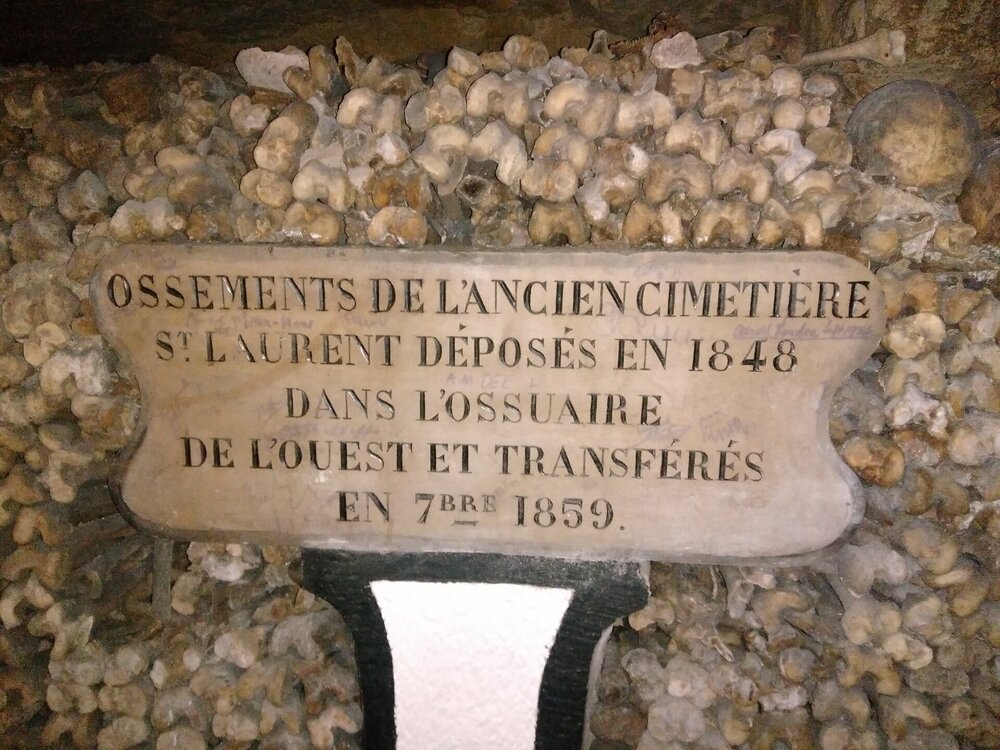 OSSEMENTS DE L'ANCIEN CIMETIÈRE
ST LAURENT DÉPOSÉS EN 1848
DANS L'OSSUAIRE
DE L'OUEST ET TRANSFÉRÉS
EN 7BRE 1859.